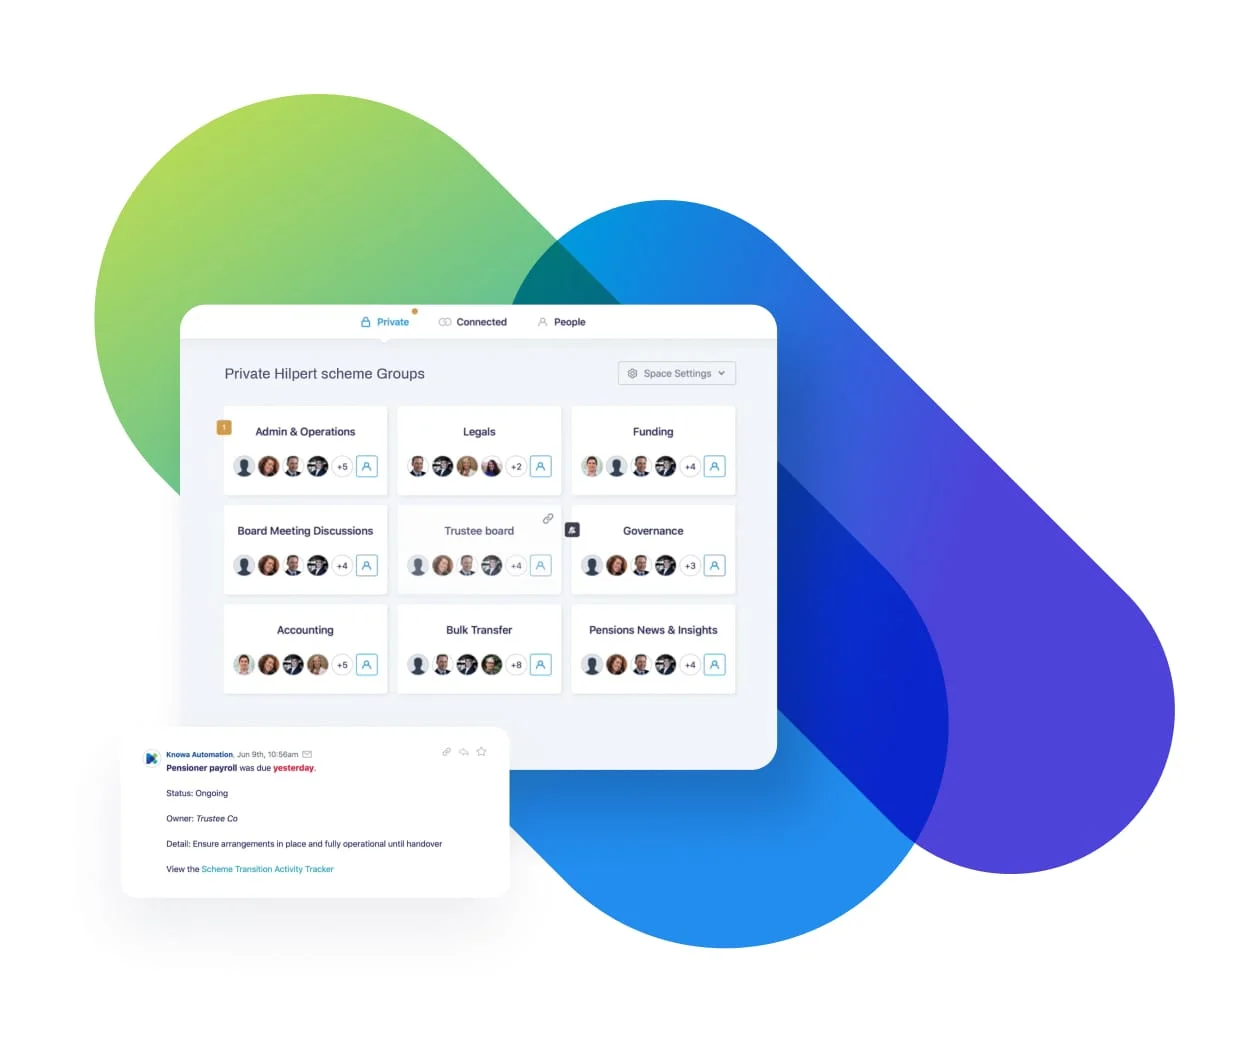 Private Connected People
Private Hilpert scheme Groups Space Settings
1
Admin & Operations Legals Funding
+5 +2 +4
Board Meeting Discussions Trustee board Governance
+4 +4 +3
Accounting Bulk Transfer Pensions News & Insights
+5 +8 +4
Knowa Automation, Jun 9th, 10:56am
Pensioner payroll was due yesterday.
Status: Ongoing
Owner: Trustee Co
Detail: Ensure arrangements in place and fully operational until handover
View the Scheme Transition Activity Tracker